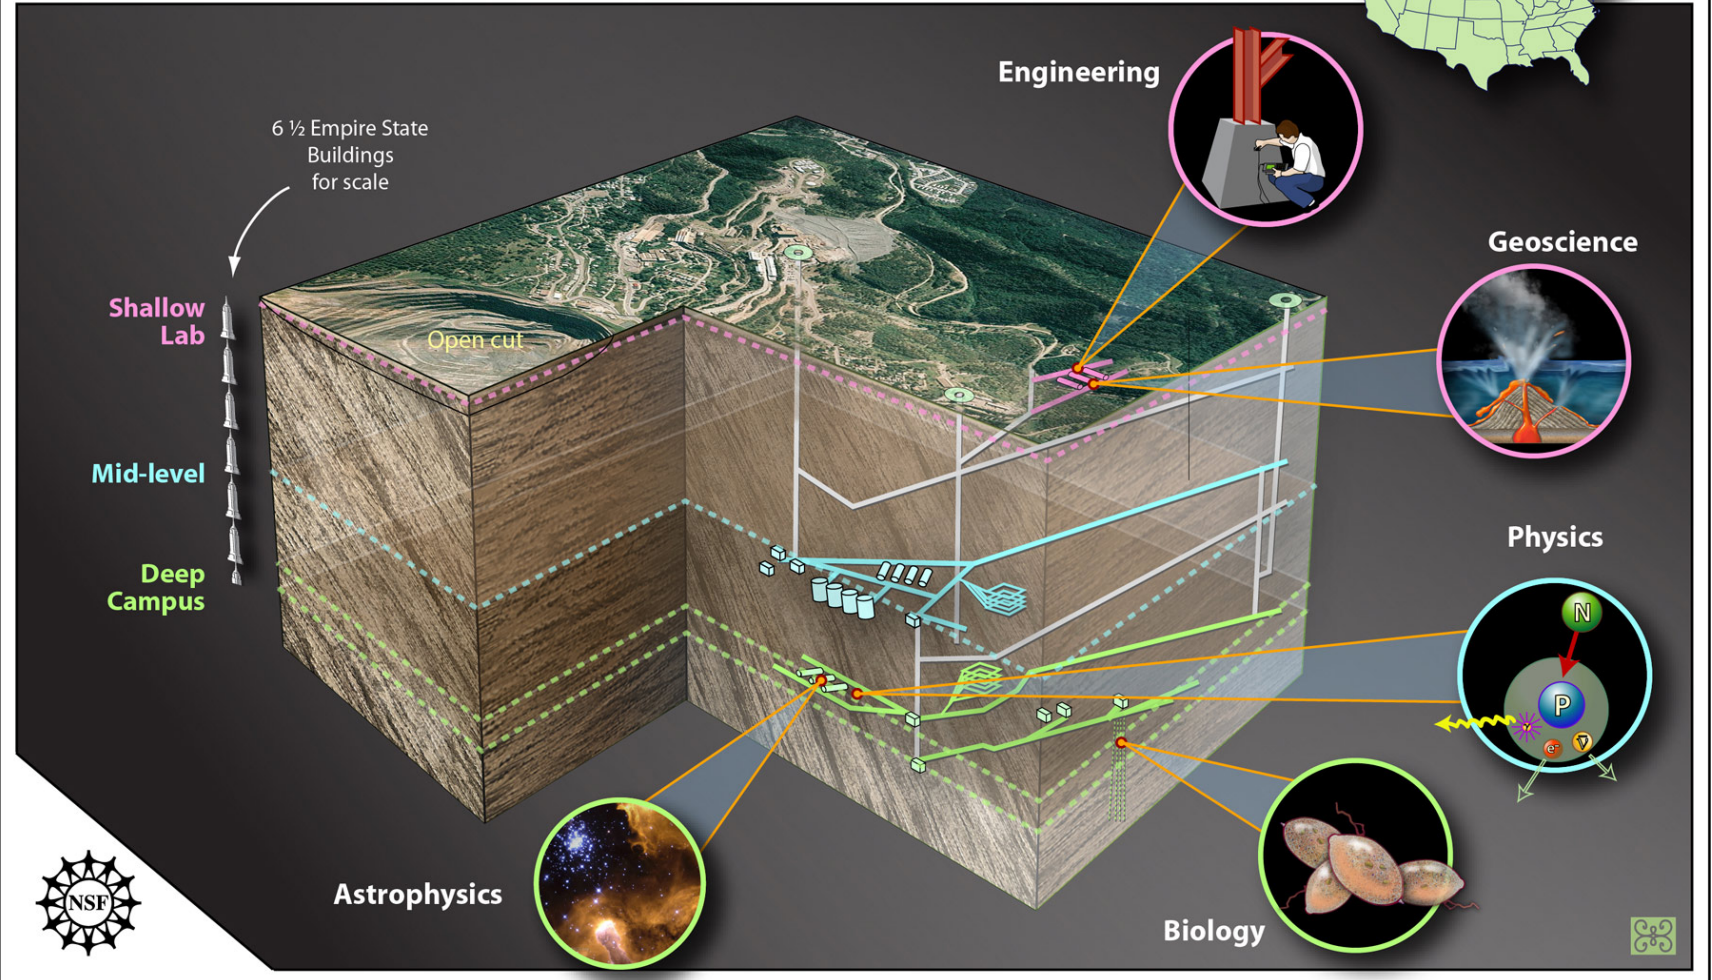 Engineering
6 ½ Empire State
Buildings
for scale
Geoscience
Shallow
Lab
Open cut
Mid-level
Physics
Deep
Campus
N
P
γ
e-
ν
Astrophysics
NSF
Biology